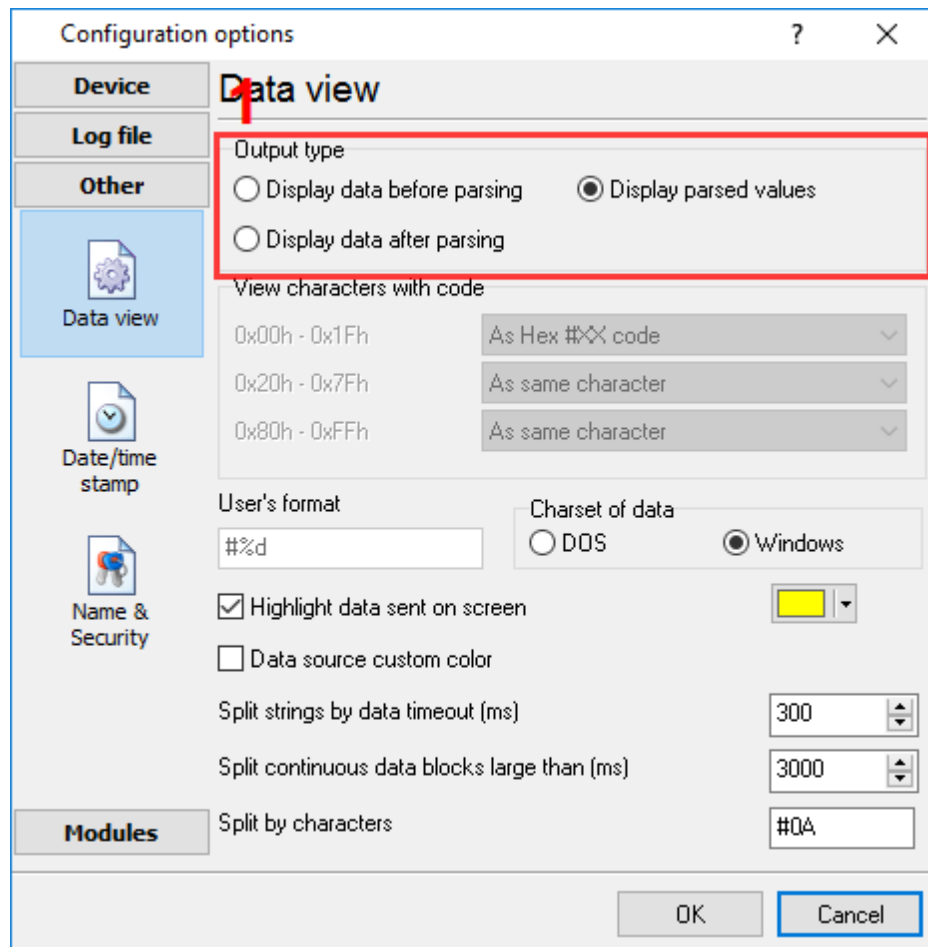 Configuration options
?
Device
Log file
Other
Data view
Date/time
stamp
Name &
Security
Modules
1
Data view
Output type
Display data before parsing
Display parsed values
Display data after parsing
View characters with code
0x00h - 0x1Fh
As Hex #XX code
0x20h - 0x7Fh
As same character
0x80h - 0xFFh
As same character
User's format
#%d
Charset of data
DOS
Windows
Highlight data sent on screen
Data source custom color
Split strings by data timeout (ms)
300
Split continuous data blocks large than (ms)
3000
Split by characters
#0A
OK
Cancel